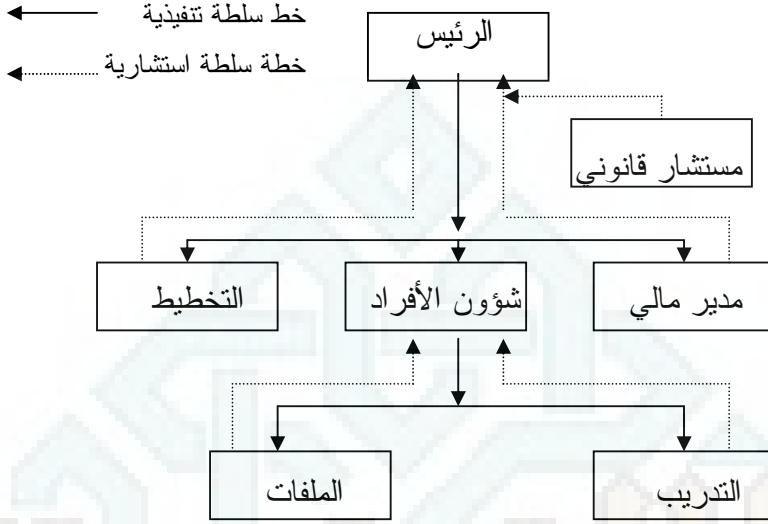 خط سلطة تنفيذية
خطة سلطة استشارية
الرئيس
مستشار قانوني
مدير مالي
شؤون الأفراد
التخطيط
التدريب
الملفات